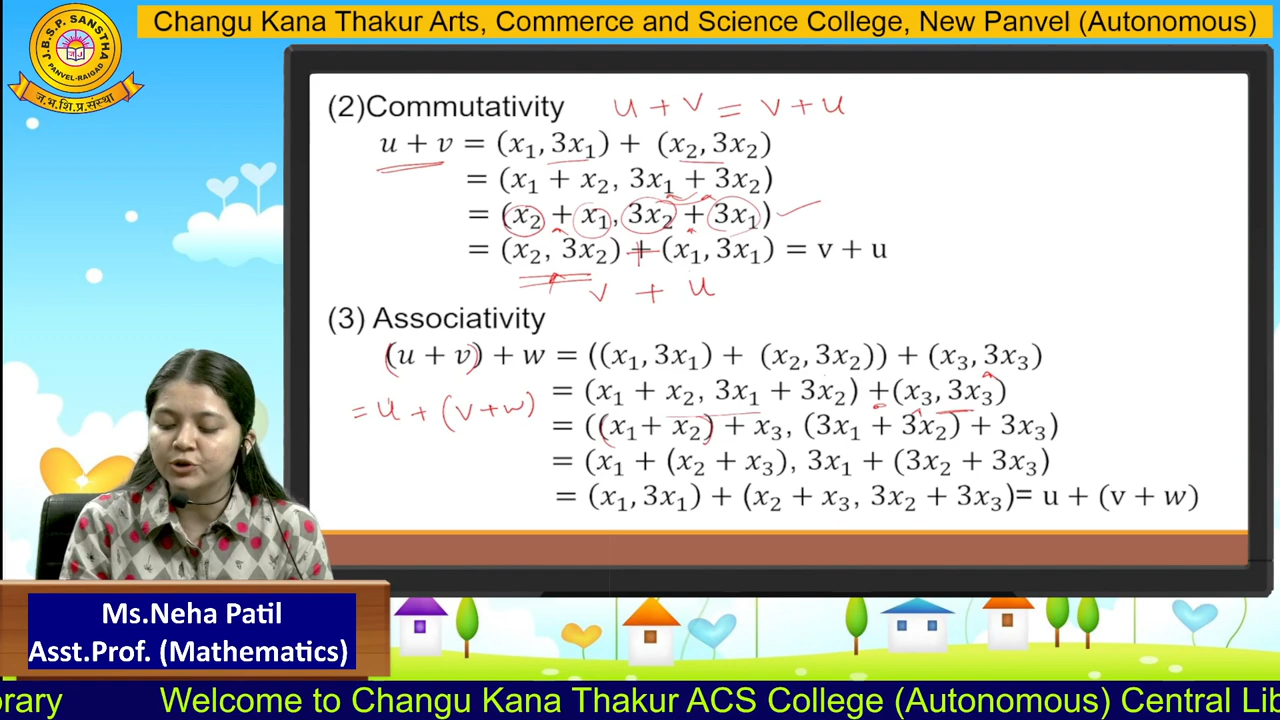 Changu Kana Thakur Arts, Commerce and Science College, New Panvel (Autonomous)
J.B.S.P. SANSTHA
PANVEL-RAIGAD
ज.भ.शि.प्र.संस्था
(2)Commutativity u + v = v + u
u + v = (x₁, 3x₁) + (x₂, 3x₂)
= (x₁ + x₂, 3x₁ + 3x₂)
= (x₂ + x₁, 3x₂ + 3x₁)
= (x₂, 3x₂) + (x₁, 3x₁) = v + u
v + u
(3) Associativity
(u + v) + w = ((x₁, 3x₁) + (x₂, 3x₂)) + (x₃, 3x₃)
= (x₁ + x₂, 3x₁ + 3x₂) +(x₃, 3x₃)
= u + (v+w)
= ((x₁+ x₂) + x₃, (3x₁ + 3x₂) + 3x₃)
= (x₁ + (x₂ + x₃), 3x₁ + (3x₂ + 3x₃)
= (x₁, 3x₁) + (x₂ + x₃, 3x₂ + 3x₃)= u + (v + w)
Ms.Neha Patil
Asst.Prof. (Mathematics)
orary Welcome to Changu Kana Thakur ACS College (Autonomous) Central Lib